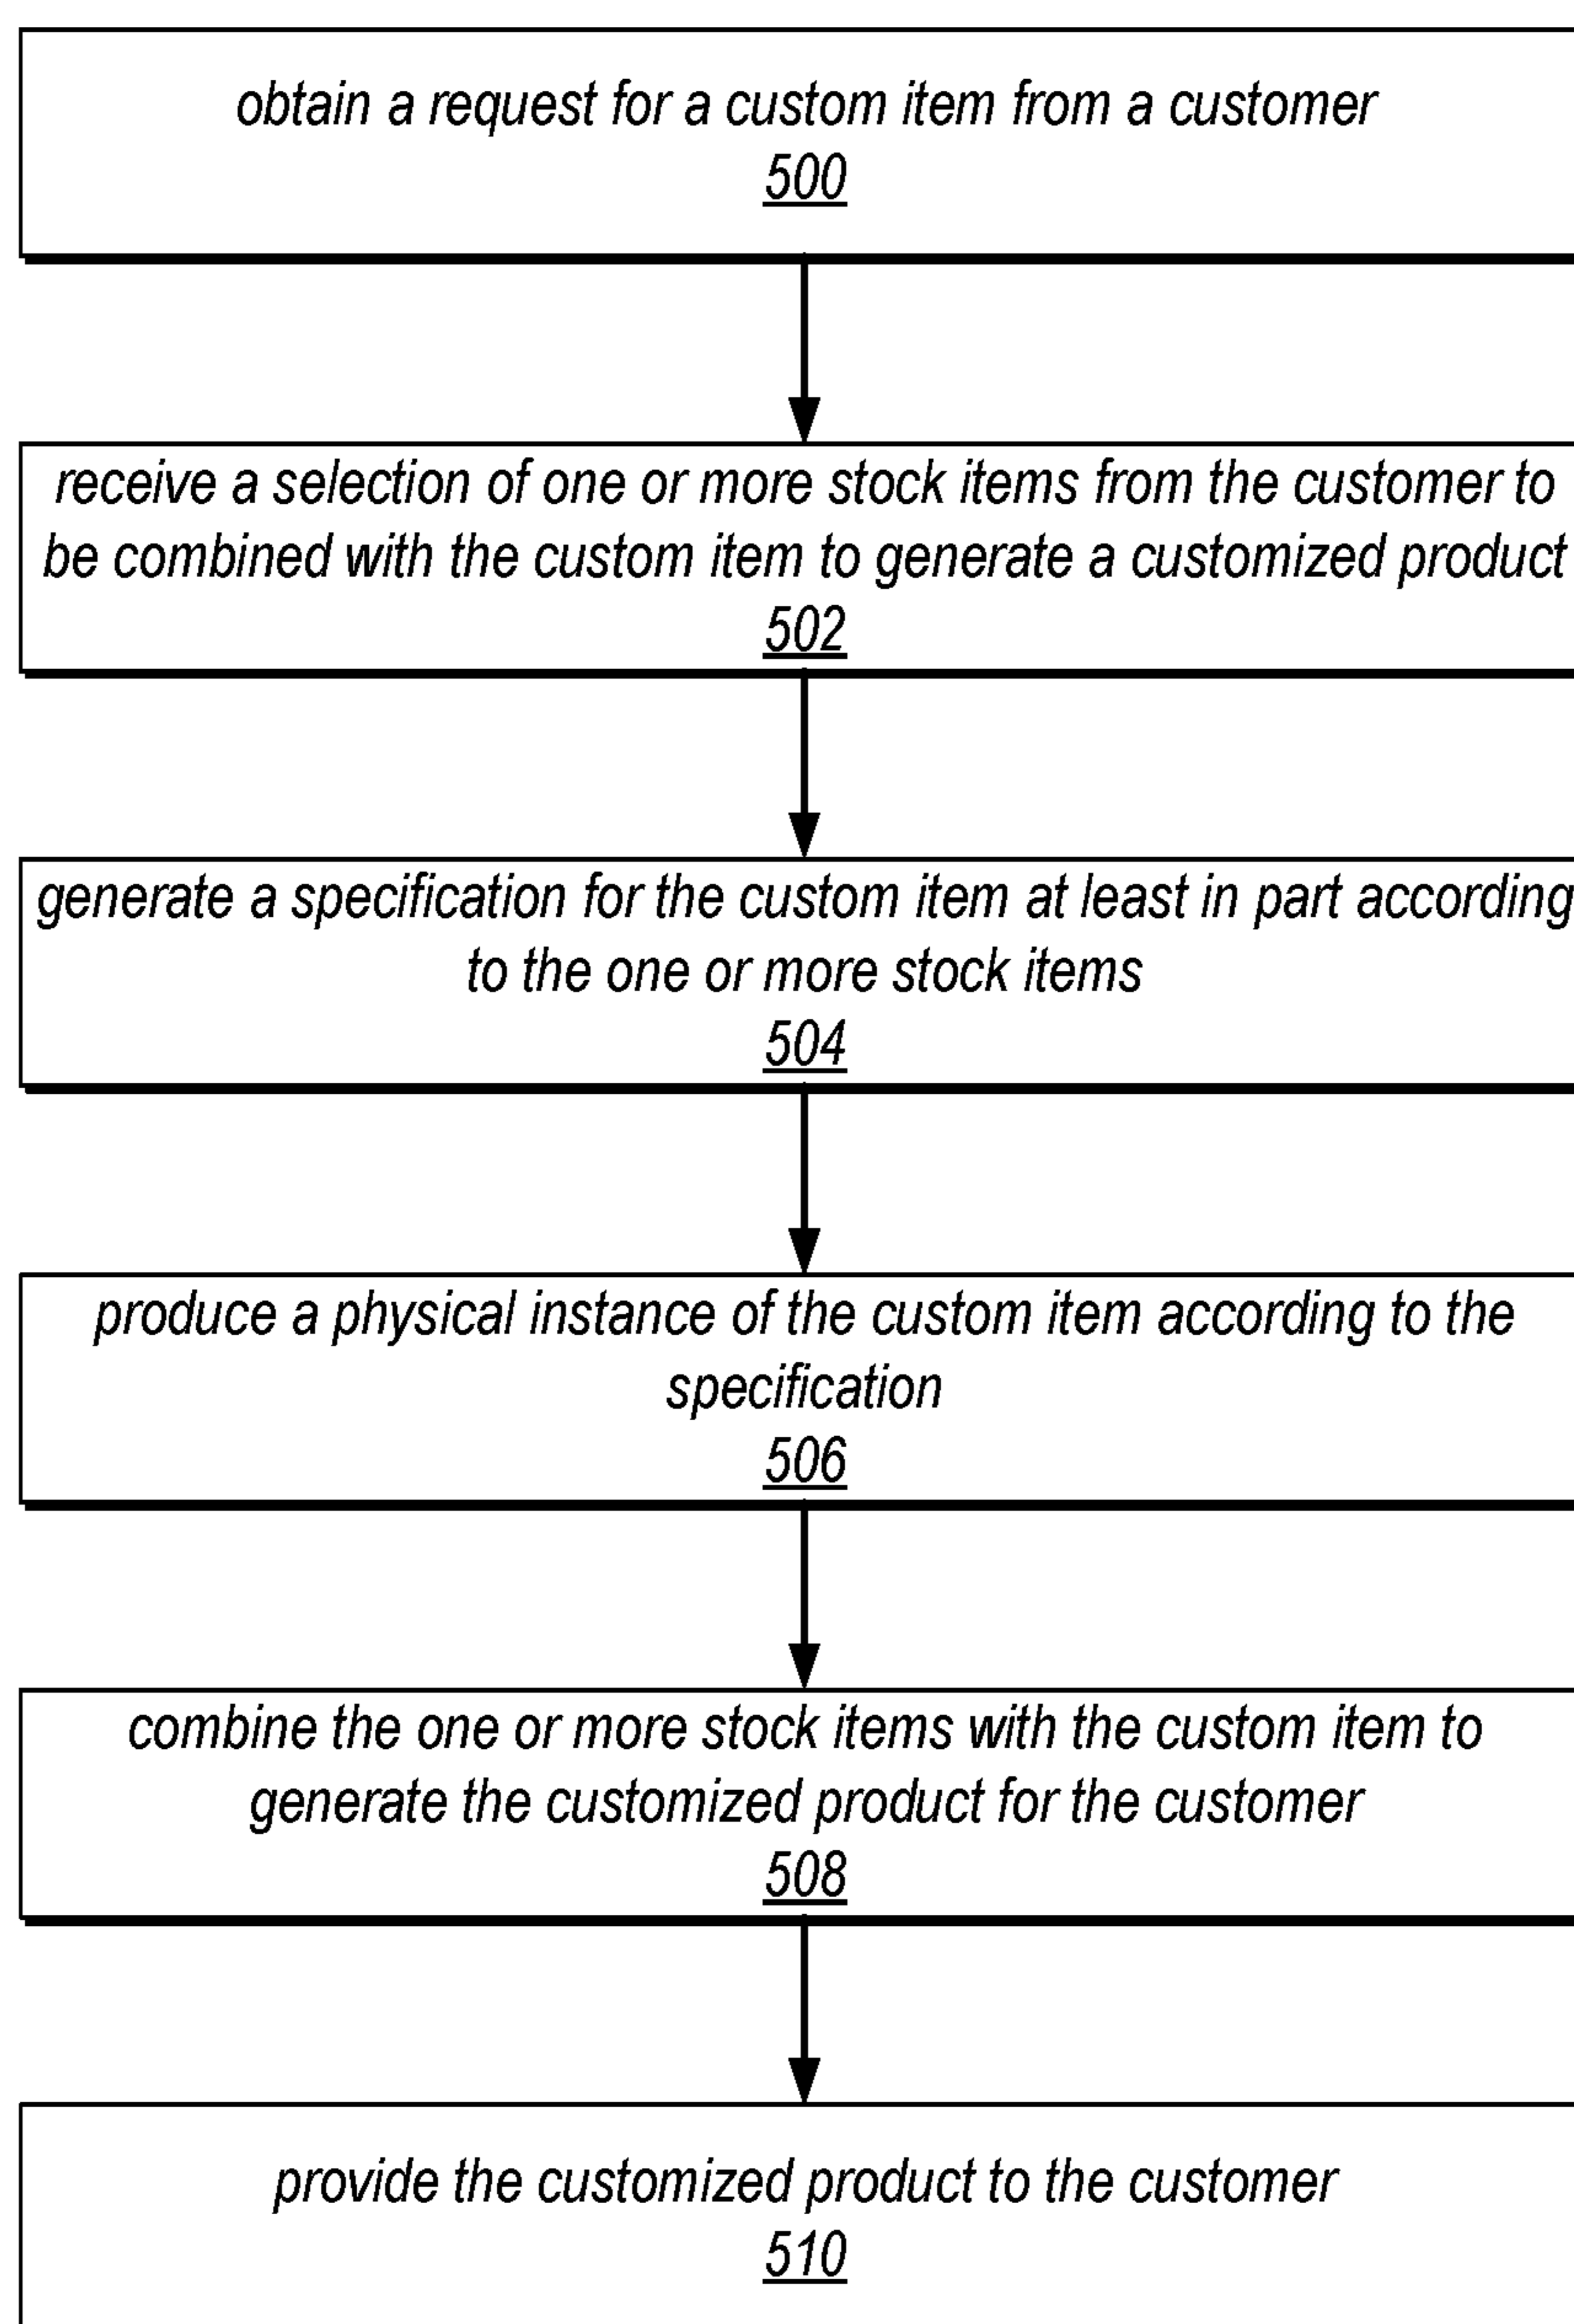 obtain a request for a custom item from a customer
500
receive a selection of one or more stock items from the customer to
be combined with the custom item to generate a customized product
502
generate a specification for the custom item at least in part according
to the one or more stock items
504
produce a physical instance of the custom item according to the
specification
506
combine the one or more stock items with the custom item to
generate the customized product for the customer
508
provide the customized product to the customer
510